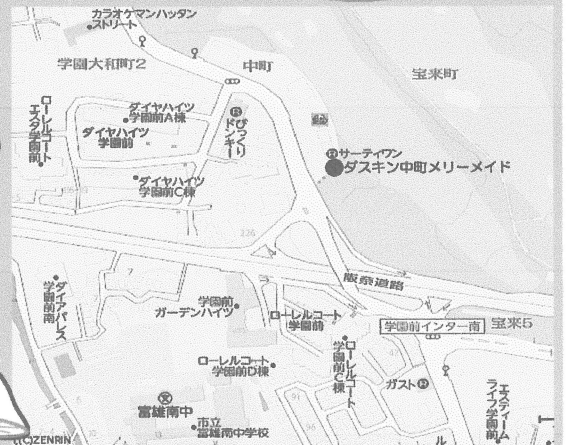 カラオケマンハッタン
ストリート
学園大和町2
中町
宝来町
ローレルコート
エスタ学園前
ダイヤハイツ
学園前A棟
ダイヤハイツ
学園前
びっくり
ドンキー
サーティワン
ダスキン中町メリーメイド
ダイヤハイツ
学園前C棟
226
阪奈道路
7
7
ダイアパレス
学園前南
学園前
ガーデンハイツ
ローレルコート
学園前
学園前インター南
宝来5
ローレルコート
学園前D棟
ローレルコート
学園前C棟
ガスト
エスティーム
ライフ学園前
富雄南中
市立
富雄南中学校
ル
(C)ZENRIN